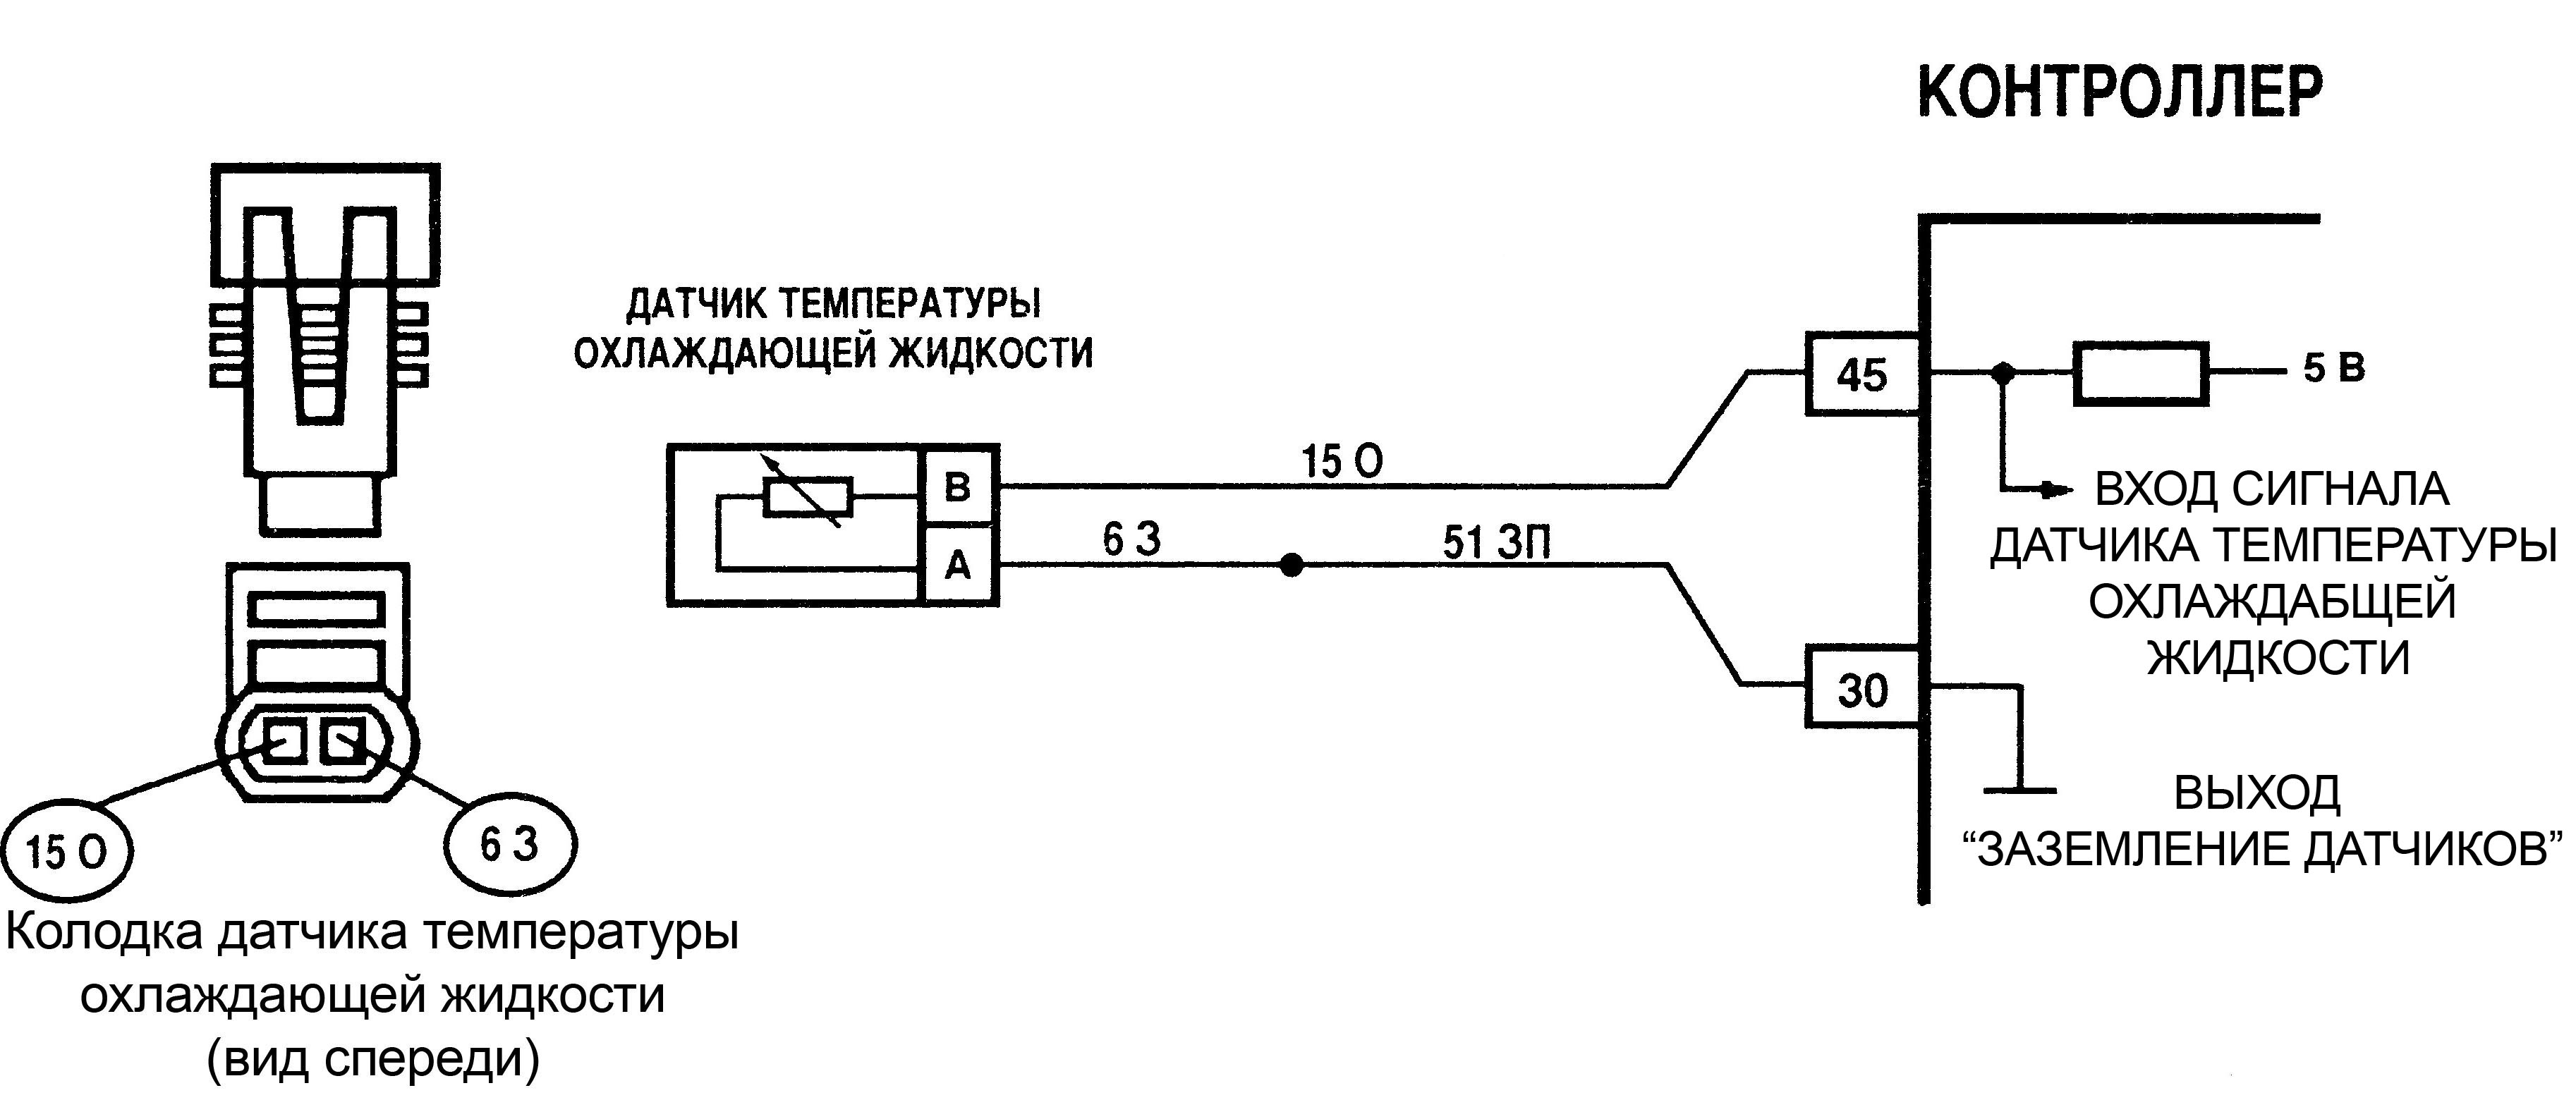 КОНТРОЛЛЕР
ДАТЧИК ТЕМПЕРАТУРЫ
ОХЛАЖДАЮЩЕЙ ЖИДКОСТИ
45
5 В
15 О
В
ВХОД СИГНАЛА
ДАТЧИКА ТЕМПЕРАТУРЫ
ОХЛАЖДАБЩЕЙ
ЖИДКОСТИ
6 З
51 ЗП
А
30
ВЫХОД
“ЗАЗЕМЛЕНИЕ ДАТЧИКОВ”
15 О
6 З
Колодка датчика температуры
охлаждающей жидкости
(вид спереди)